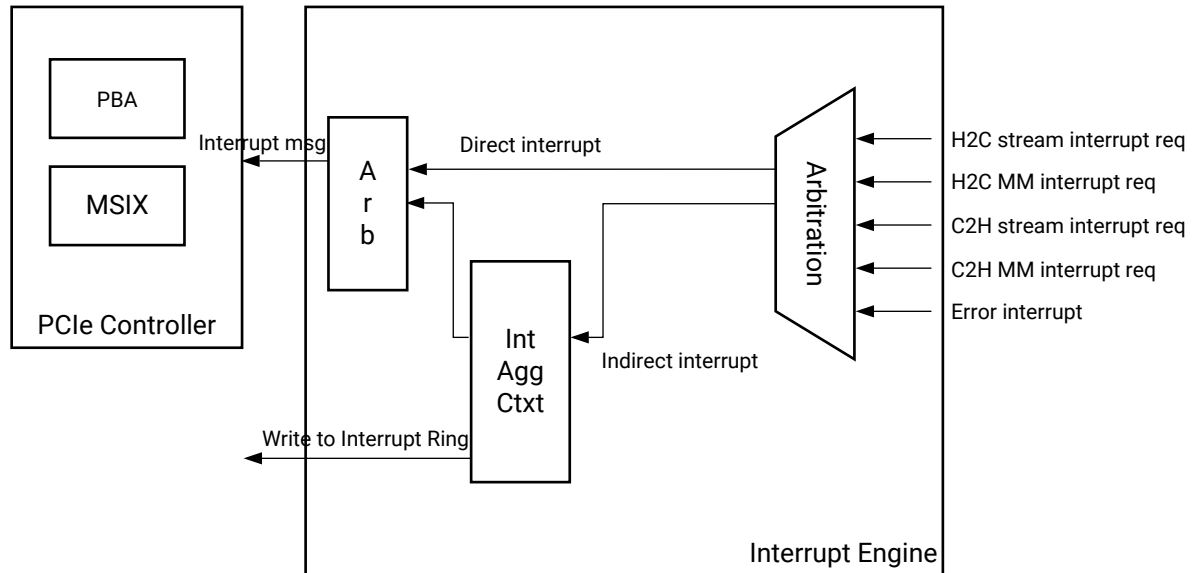 PBA
MSIX
PCIe Controller
Interrupt msg
A
r
b
Direct interrupt
Int
Agg
Ctxt
Indirect interrupt
Write to Interrupt Ring
Arbitration
H2C stream interrupt req
H2C MM interrupt req
C2H stream interrupt req
C2H MM interrupt req
Error interrupt
Interrupt Engine